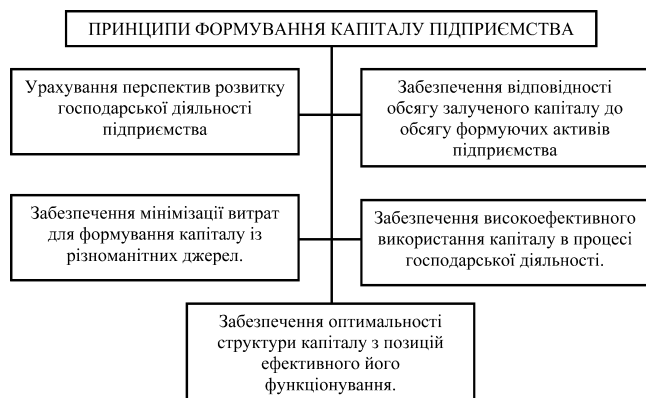 ПРИНЦИПИ ФОРМУВАННЯ КАПІТАЛУ ПІДПРИЄМСТВА
Урахування перспектив розвитку
господарської діяльності
підприємства
Забезпечення відповідності
обсягу залученого капіталу до
обсягу формуючих активів
підприємства
Забезпечення мінімізації витрат
для формування капіталу із
різноманітних джерел.
Забезпечення високоефективного
використання капіталу в процесі
господарської діяльності.
Забезпечення оптимальності
структури капіталу з позицій
ефективного його
функціонування.